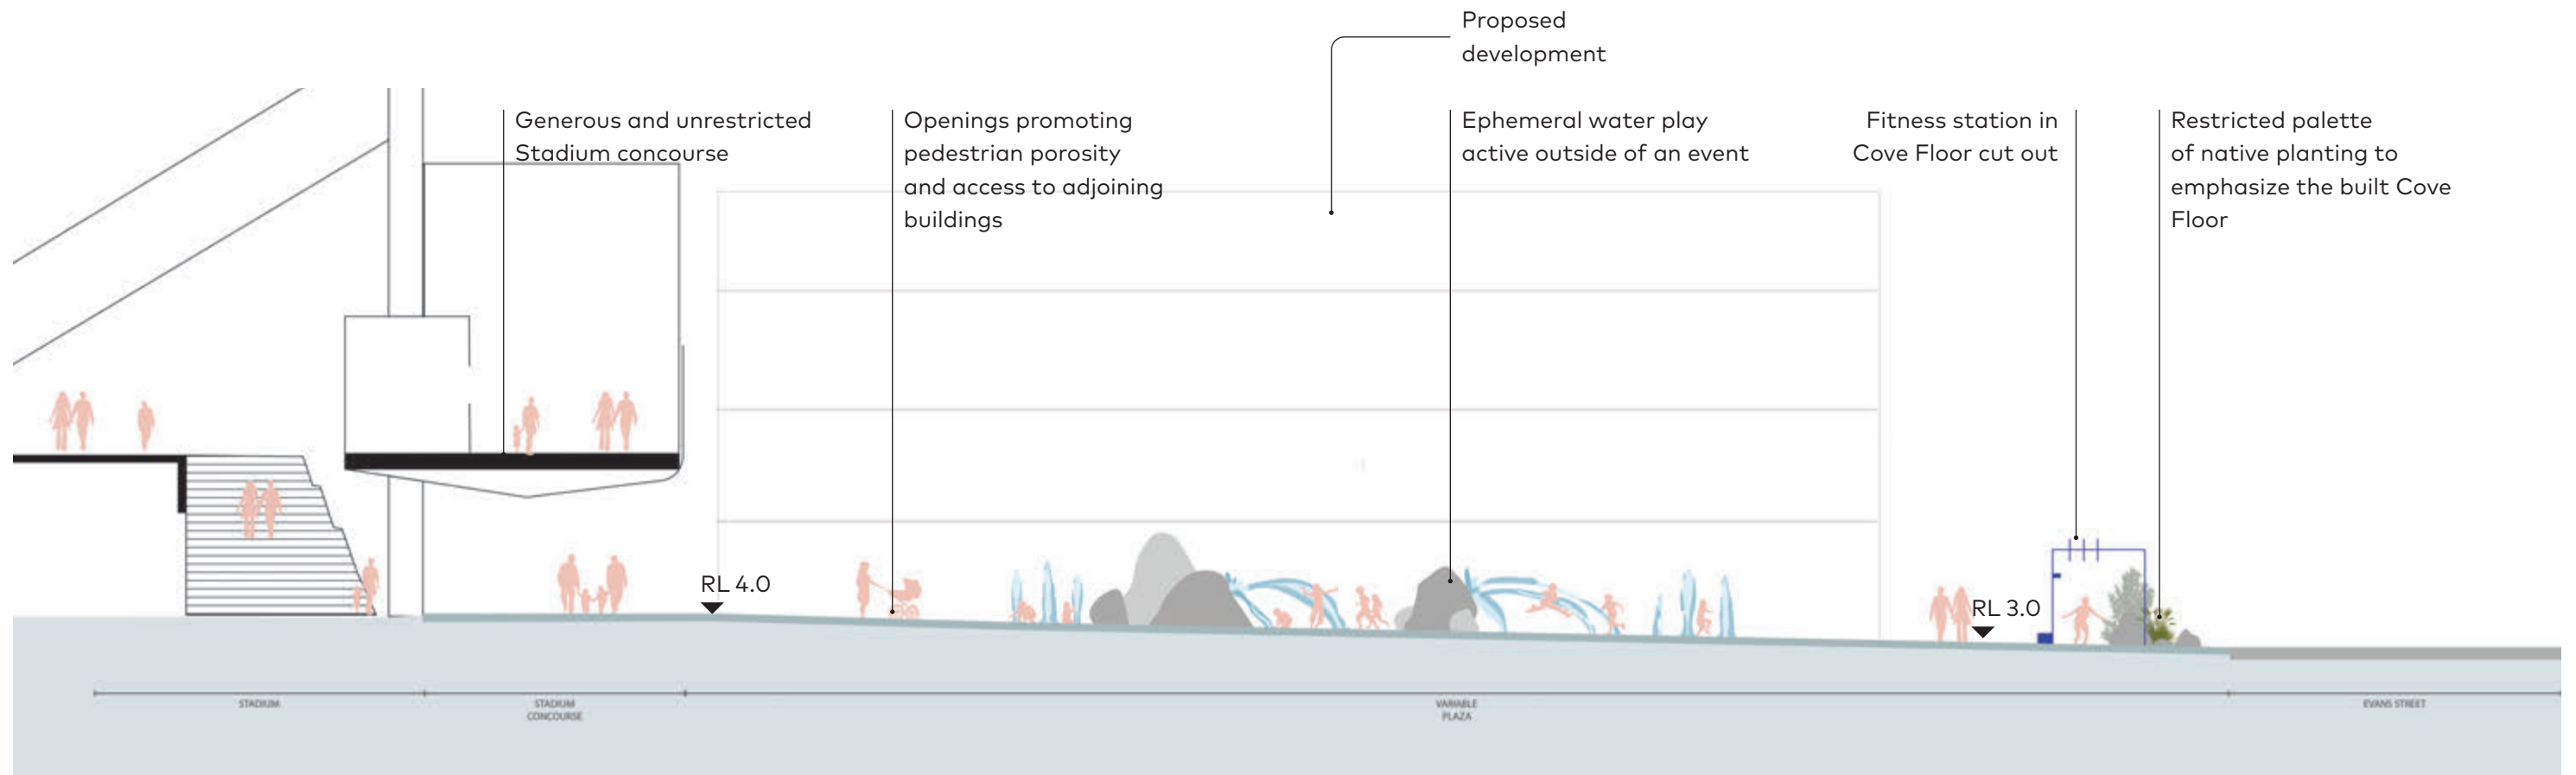 Proposed
development
Generous and unrestricted
Stadium concourse
Openings promoting
pedestrian porosity
and access to adjoining
buildings
Ephemeral water play
active outside of an event
Fitness station in
Cove Floor cut out
Restricted palette
of native planting to
emphasize the built Cove
Floor
RL 4.0
RL 3.0
STADIUM
STADIUM
CONCOURSE
VARIABLE
PLAZA
EVANS STREET